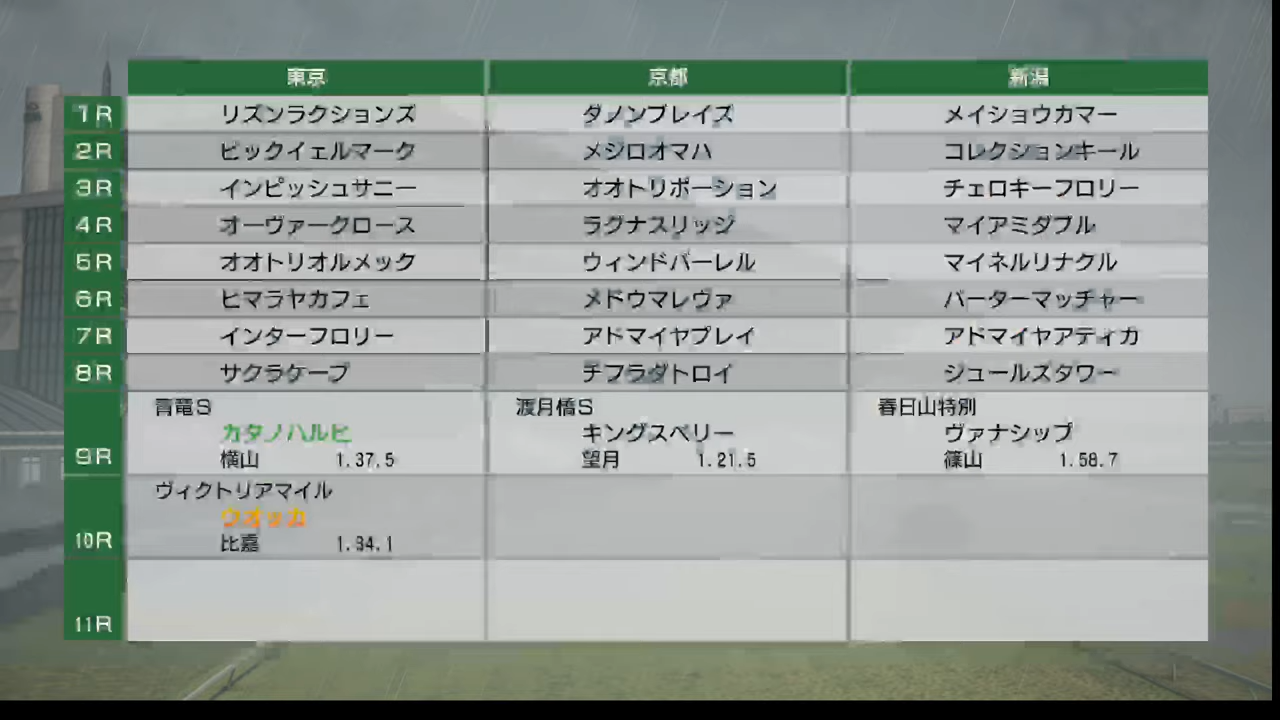 東京 京都 新潟
1R リズンラクションズ ダノンブレイズ メイショウカマー
2R ビックイェルマーク メジロオマハ コレクションキール
3R インピッシュサニー オオトリポーション チェロキーフロリー
4R オーヴァークロース ラグナスリッジ マイアミダブル
5R オオトリオルメック ウィンドバーレル マイネルリナクル
6R ヒマラヤカフェ メドウマレヴァ バーターマッチャー
7R インターフロリー アドマイヤプレイ アドマイヤアティカ
8R サクラケープ チフラダトロイ ジュールズタワー
青竜S 渡月橋S 春日山特別
カタノハルヒ キングスベリー ヴァナシップ
9R 横山 1.37.5 望月 1.21.5 篠山 1.58.7
ヴィクトリアマイル
ウオッカ
10R 比嘉 1.34.1
11R